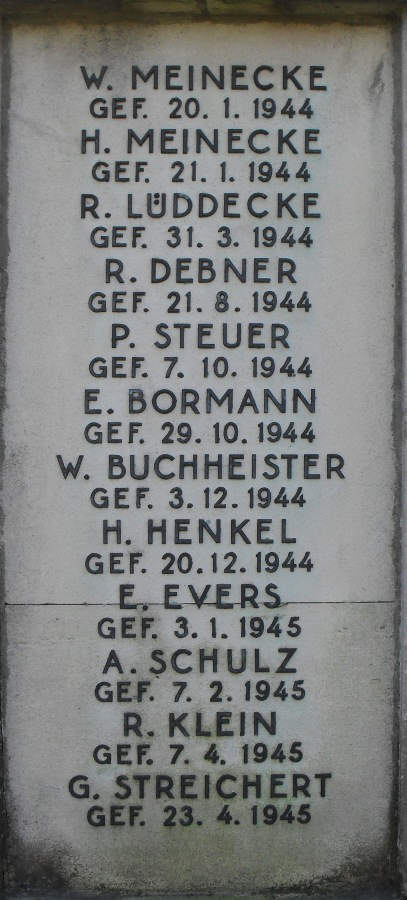 W. MEINECKE
GEF. 20. 1. 1944
H. MEINECKE
GEF. 21. 1. 1944
R. LÜDDECKE
GEF. 31. 3. 1944
R. DEBNER
GEF. 21. 8. 1944
P. STEUER
GEF. 7. 10. 1944
E. BORMANN
GEF. 29. 10. 1944
W. BUCHHEISTER
GEF. 3. 12. 1944
H. HENKEL
GEF. 20. 12. 1944
E. EVERS
GEF. 3. 1. 1945
A. SCHULZ
GEF. 7. 2. 1945
R. KLEIN
GEF. 7. 4. 1945
G. STREICHERT
GEF. 23. 4. 1945